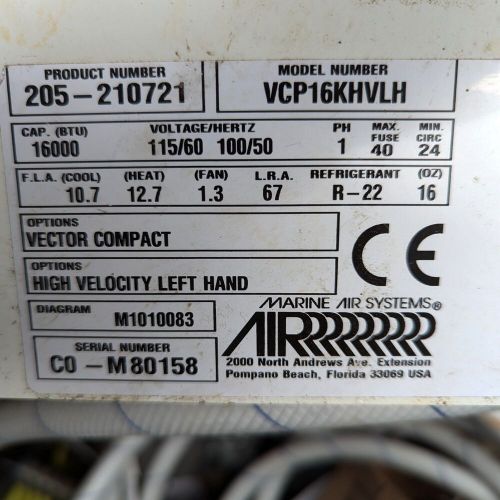 PRODUCT NUMBER MODEL NUMBER
205-210721 VCP16KHVLH
CAP. (BTU) VOLTAGE/HERTZ PH MAX. FUSE MIN. CIRC
16000 115/60 100/50 1 40 24
F.L.A. (COOL) (HEAT) (FAN) L.R.A. REFRIGERANT (OZ)
10.7 12.7 1.3 67 R-22 16
OPTIONS
VECTOR COMPACT
CE
OPTIONS
HIGH VELOCITY LEFT HAND
DIAGRAM M1010083
MARINE AIR SYSTEMS®
AIR
SERIAL NUMBER
CO-M80158
2000 North Andrews Ave. Extension
Pompano Beach, Florida 33069 USA